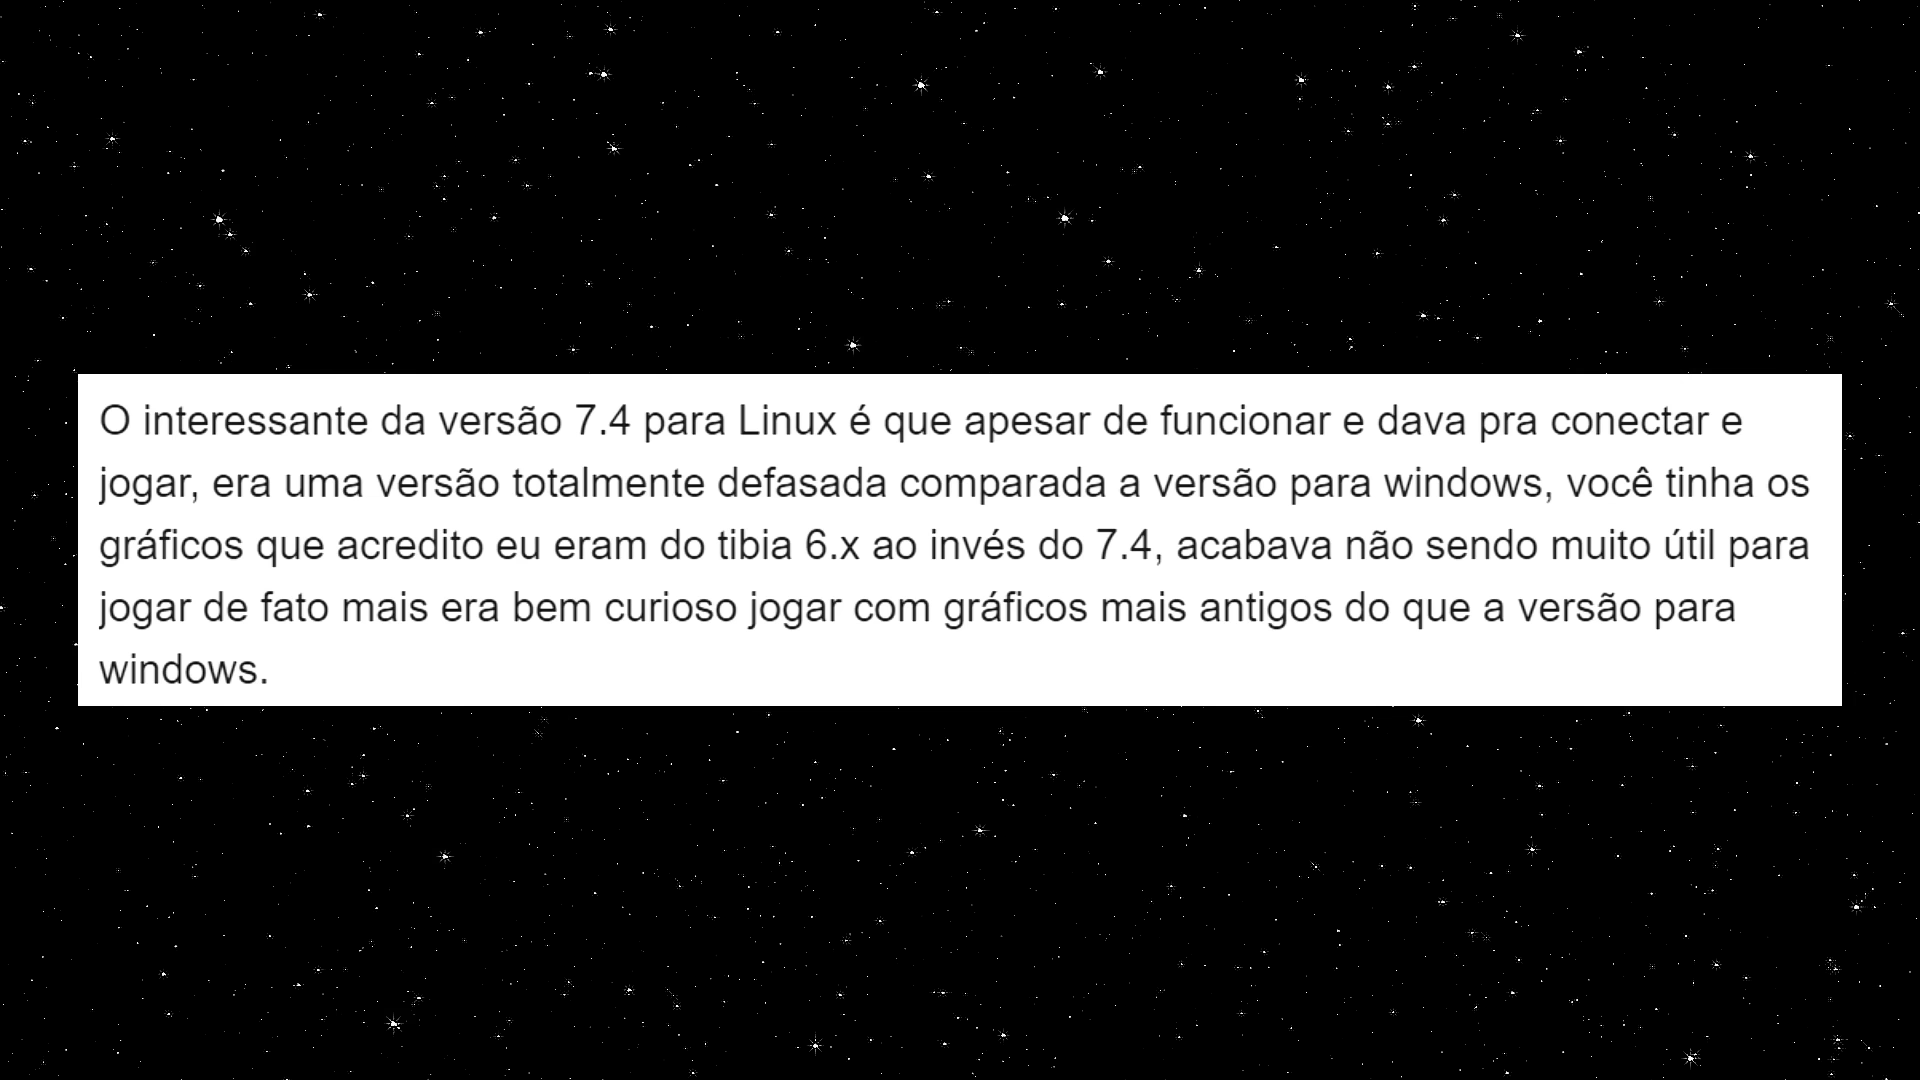 O interessante da versão 7.4 para Linux é que apesar de funcionar e dava pra conectar e
jogar, era uma versão totalmente defasada comparada a versão para windows, você tinha os
gráficos que acredito eu eram do tibia 6.x ao invés do 7.4, acabava não sendo muito útil para
jogar de fato mais era bem curioso jogar com gráficos mais antigos do que a versão para
windows.